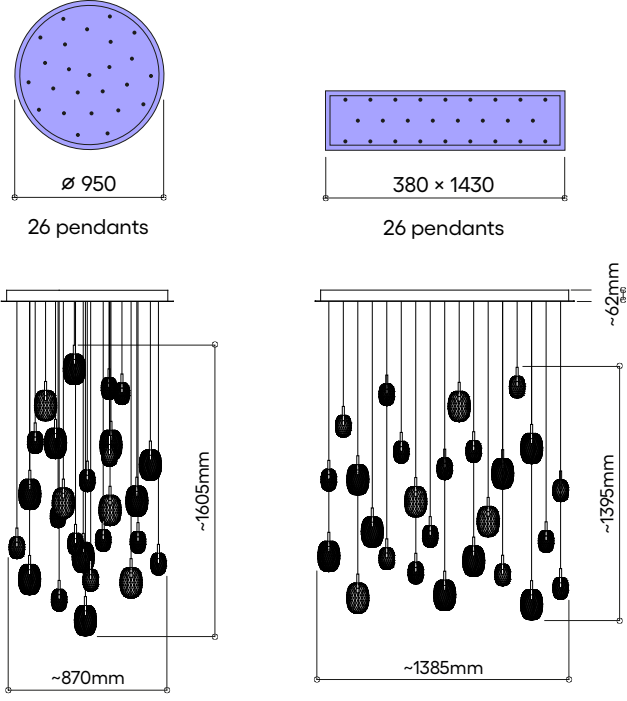 ⌀ 950
380 × 1430
26 pendants
26 pendants
~62mm
~1605mm
~1395mm
~870mm
~1385mm